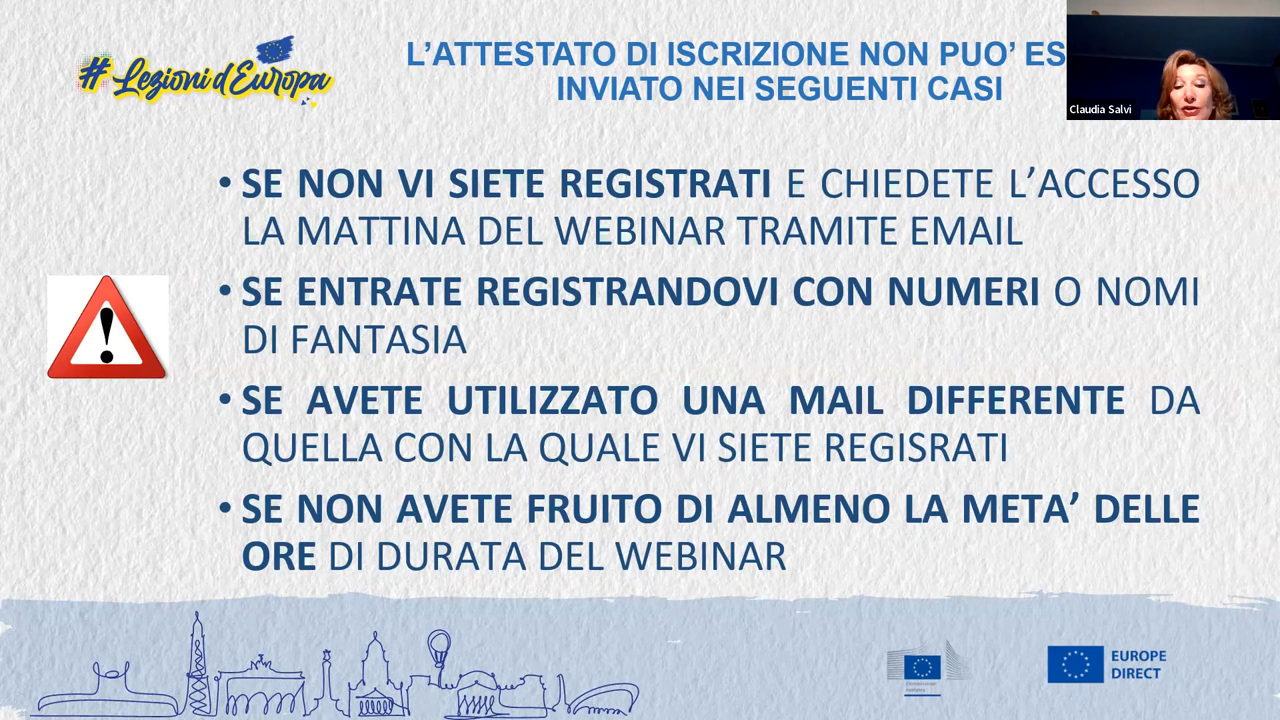 #LezionidEuropa
L’ATTESTATO DI ISCRIZIONE NON PUO’ ES
INVIATO NEI SEGUENTI CASI
Claudia Salvi
• SE NON VI SIETE REGISTRATI E CHIEDETE L’ACCESSO
LA MATTINA DEL WEBINAR TRAMITE EMAIL
• SE ENTRATE REGISTRANDOVI CON NUMERI O NOMI
DI FANTASIA
• SE AVETE UTILIZZATO UNA MAIL DIFFERENTE DA
QUELLA CON LA QUALE VI SIETE REGISRATI
• SE NON AVETE FRUITO DI ALMENO LA META’ DELLE
ORE DI DURATA DEL WEBINAR
EUROPE
DIRECT